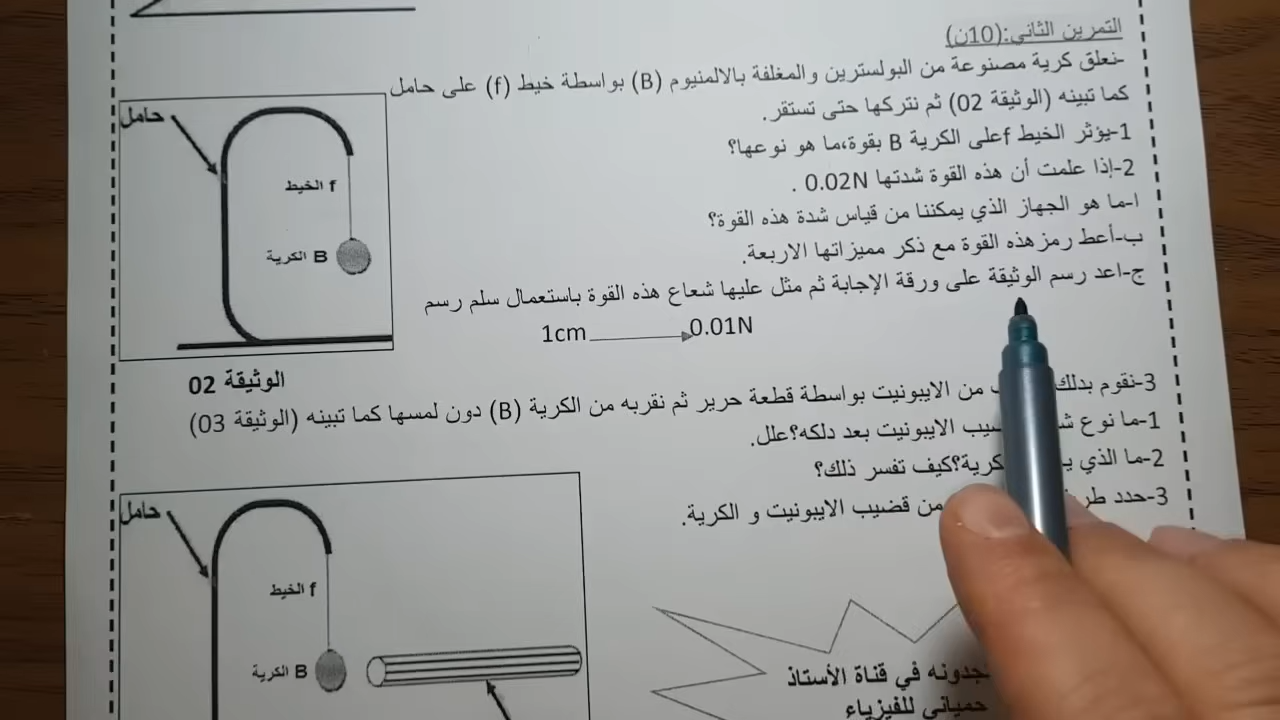 التمرين الثاني:(10ن)
-نعلق كرية مصنوعة من البولسترين والمغلفة بالالمنيوم (B) بواسطة خيط (f) على حامل
كما تبينه (الوثيقة 02) ثم نتركها حتى تستقر.
1-يؤثر الخيط fعلى الكرية B بقوة،ما هو نوعها؟
2-إذا علمت أن هذه القوة شدتها 0.02N .
ا-ما هو الجهاز الذي يمكننا من قياس شدة هذه القوة؟
ب-أعط رمزهذه القوة مع ذكر مميزاتها الاربعة.
ج-اعد رسم الوثيقة على ورقة الإجابة ثم مثل عليها شعاع هذه القوة باستعمال سلم رسم
1cm 0.01N
حامل
f الخيط
B الكرية
الوثيقة 02
3-نقوم بدلك من الايبونيت بواسطة قطعة حرير ثم نقربه من الكرية (B) دون لمسها كما تبينه (الوثيقة 03)
1-ما نوع الايبونيت بعد دلكه؟علل.
2-ما الذي كيف تفسر ذلك؟
3-حدد من قضيب الايبونيت و الكرية.
حامل
f الخيط
B الكرية
تجدونه في قناة الأستاذ
حمياني للفيزياء